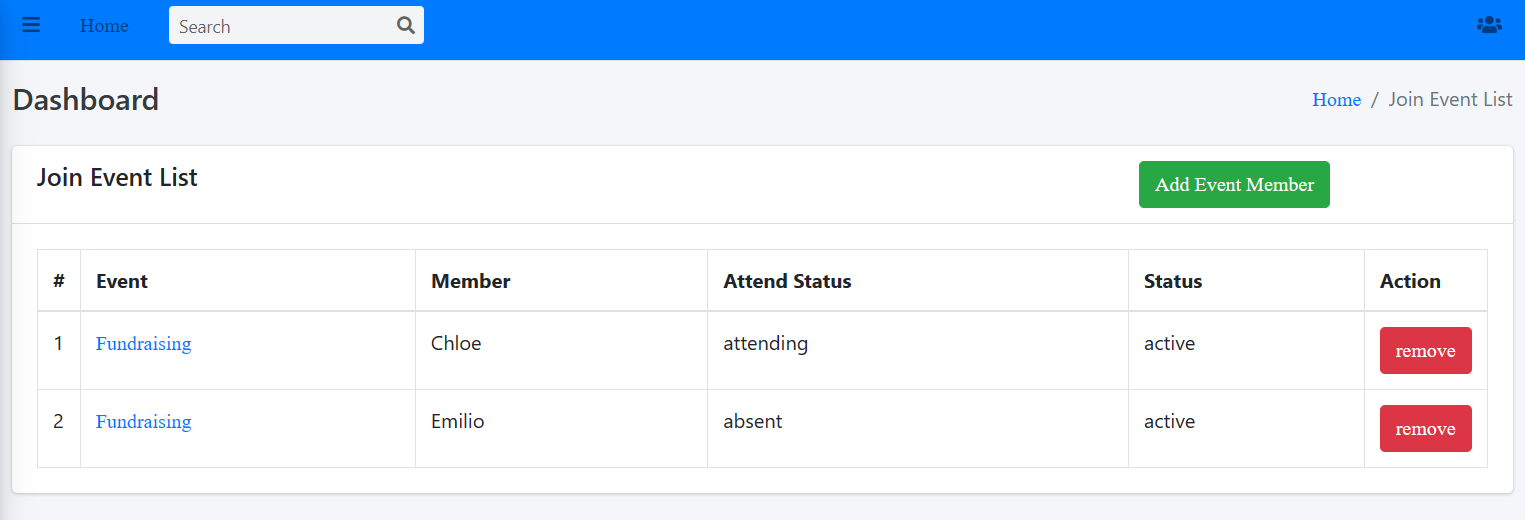 Home Search
Dashboard Home / Join Event List
Join Event List Add Event Member
# Event Member Attend Status Status Action
1 Fundraising Chloe attending active remove
2 Fundraising Emilio absent active remove